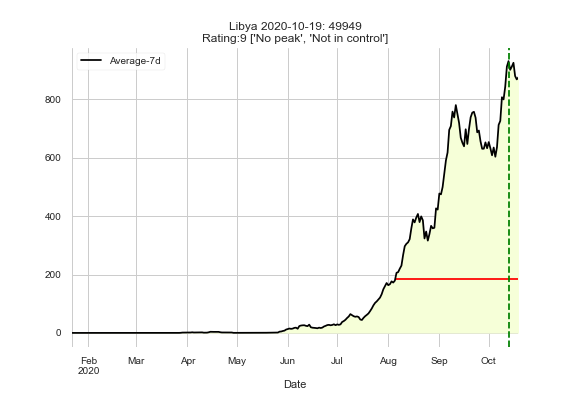 Libya 2020-10-19: 49949
Rating:9 ['No peak', 'Not in control']
Average-7d
800
600
400
200
0
Feb Mar Apr May Jun Jul Aug Sep Oct
2020
Date